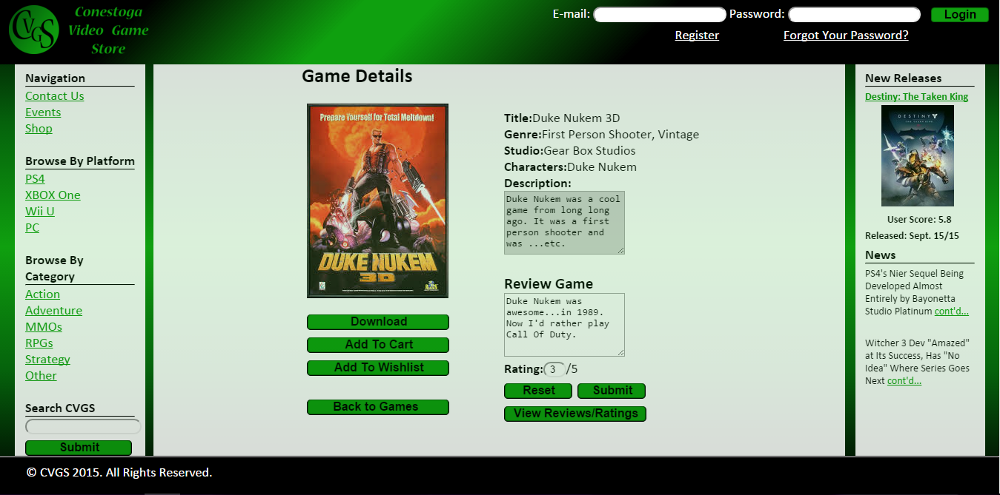 CVGS
Conestoga
Video Game
Store
E-mail:
Password:
Login
Register
Forgot Your Password?
Navigation
Contact Us
Events
Shop
Browse By Platform
PS4
XBOX One
Wii U
PC
Browse By
Category
Action
Adventure
MMOs
RPGs
Strategy
Other
Search CVGS
Submit
Game Details
Prepare Yourself for Total Meltdown!
DUKE NUKEM
3D
Download
Add To Cart
Add To Wishlist
Back to Games
Title:Duke Nukem 3D
Genre:First Person Shooter, Vintage
Studio:Gear Box Studios
Characters:Duke Nukem
Description:
Duke Nukem was a cool
game from long long
ago. It was a first
person shooter and
was ...etc.
Review Game
Duke Nukem was
awesome...in 1989.
Now I'd rather play
Call Of Duty.
Rating: 3 /5
Reset
Submit
View Reviews/Ratings
New Releases
Destiny: The Taken King
DESTINY
THE TAKEN KING
User Score: 5.8
Released: Sept. 15/15
News
PS4's Nier Sequel Being
Developed Almost
Entirely by Bayonetta
Studio Platinum cont'd...
Witcher 3 Dev "Amazed"
at Its Success, Has "No
Idea" Where Series Goes
Next cont'd...
© CVGS 2015. All Rights Reserved.